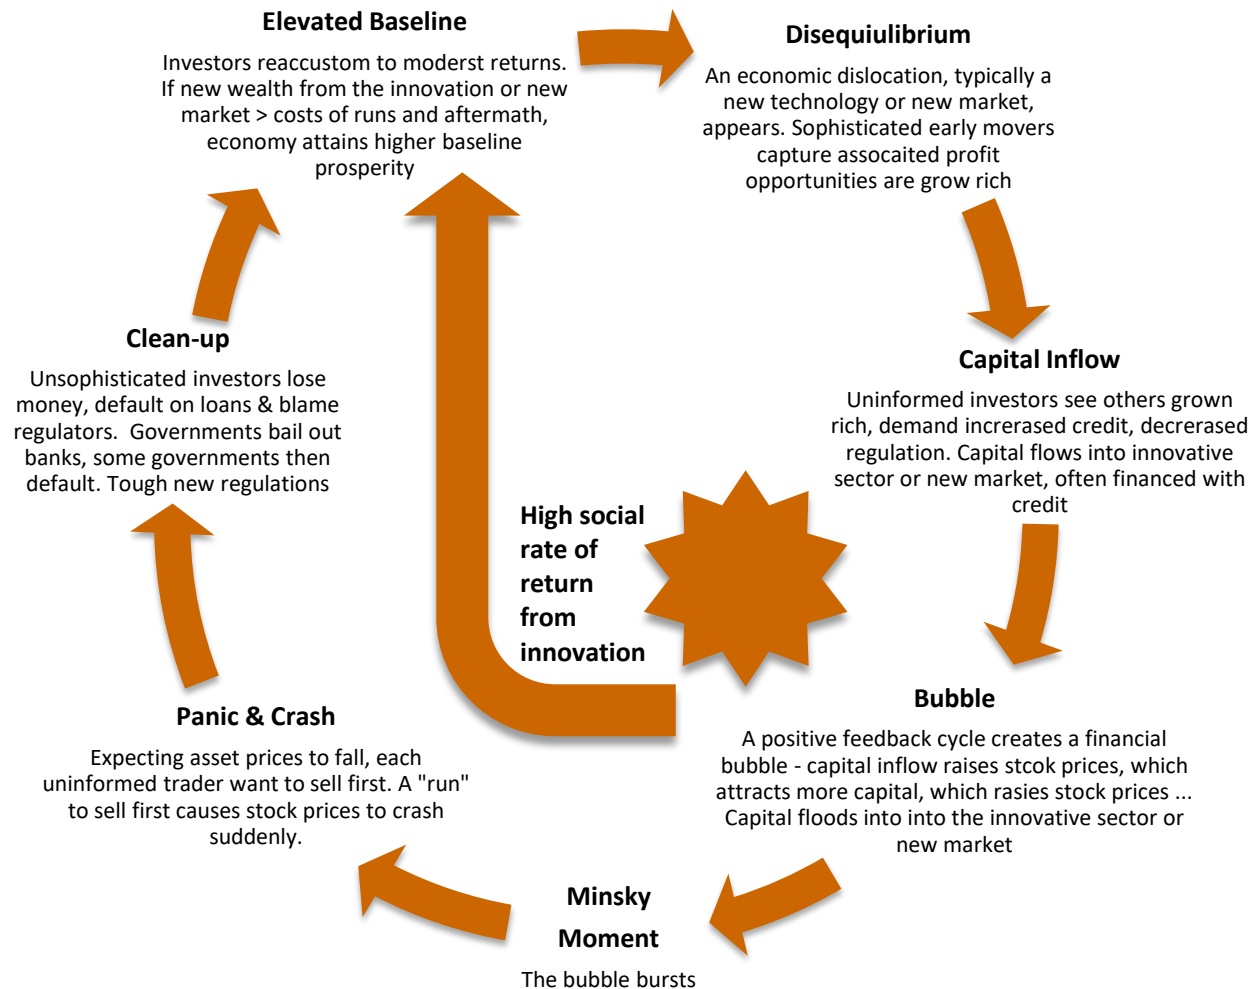 Elevated Baseline
Investors reaccustom to moderst returns.
If new wealth from the innovation or new
market > costs of runs and aftermath,
economy attains higher baseline
prosperity
Disequiulibrium
An economic dislocation, typically a
new technology or new market,
appears. Sophisticated early movers
capture assocaited profit
opportunities are grow rich
Capital Inflow
Uninformed investors see others grown
rich, demand increrased credit, decrerased
regulation. Capital flows into innovative
sector or new market, often financed with
credit
Bubble
A positive feedback cycle creates a financial
bubble - capital inflow raises stcok prices, which
attracts more capital, which rasies stock prices ...
Capital floods into into the innovative sector or
new market
Minsky
Moment
The bubble bursts
Panic & Crash
Expecting asset prices to fall, each
uninformed trader want to sell first. A "run"
to sell first causes stock prices to crash
suddenly.
Clean-up
Unsophisticated investors lose
money, default on loans & blame
regulators.  Governments bail out
banks, some governments then
default. Tough new regulations
High social
rate of
return
from
innovation